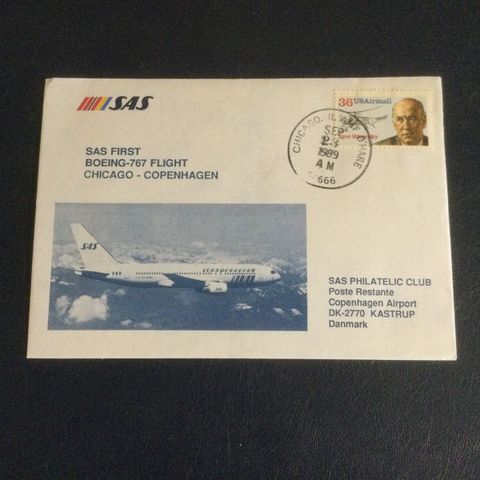 SAS
36 USAirmail
Igor Sikorsky
CHICAGO, IL AMF O'HARE
SEP
1989
AM
SAS FIRST
BOEING-767 FLIGHT
CHICAGO - COPENHAGEN
SAS
SCANDINAVIAN
SAS PHILATELIC CLUB
Poste Restante
Copenhagen Airport
DK-2770 KASTRUP
Danmark